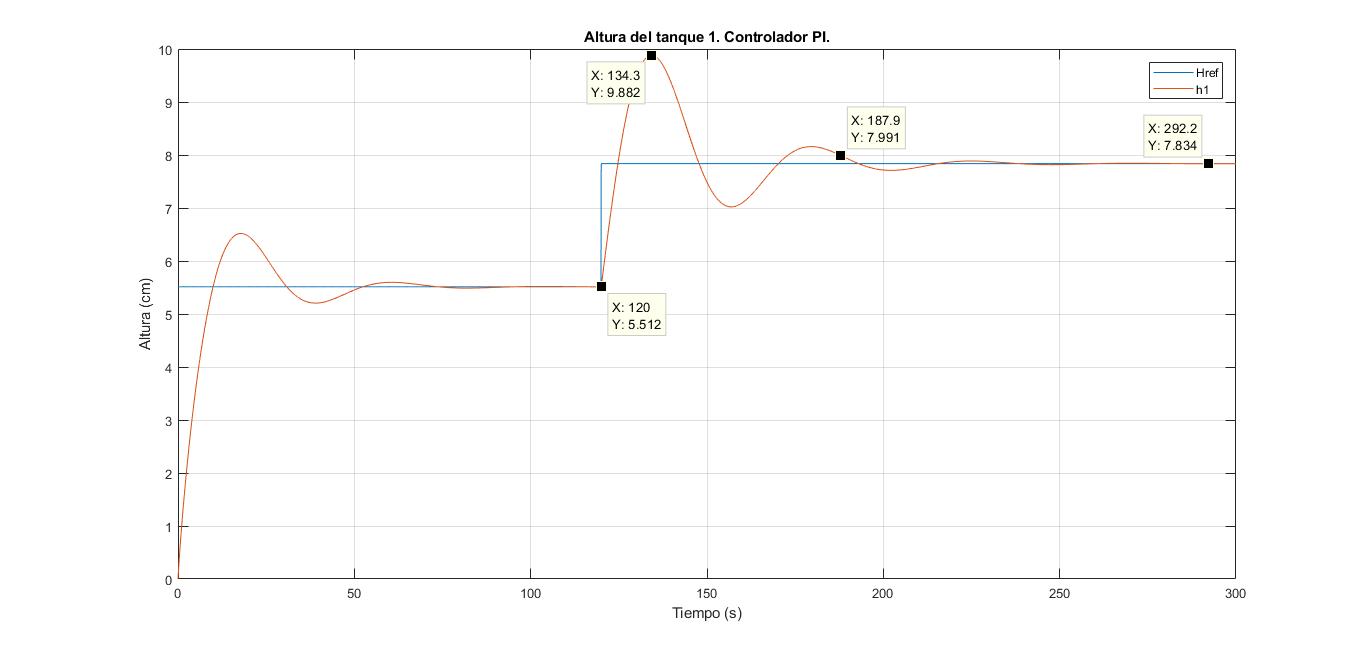 Altura del tanque 1. Controlador PI.
10
9
8
7
6
5
4
3
2
1
0
Altura (cm)
X: 134.3
Y: 9.882
X: 187.9
Y: 7.991
X: 292.2
Y: 7.834
X: 120
Y: 5.512
Href
h1
0
50
100
150
200
250
300
Tiempo (s)